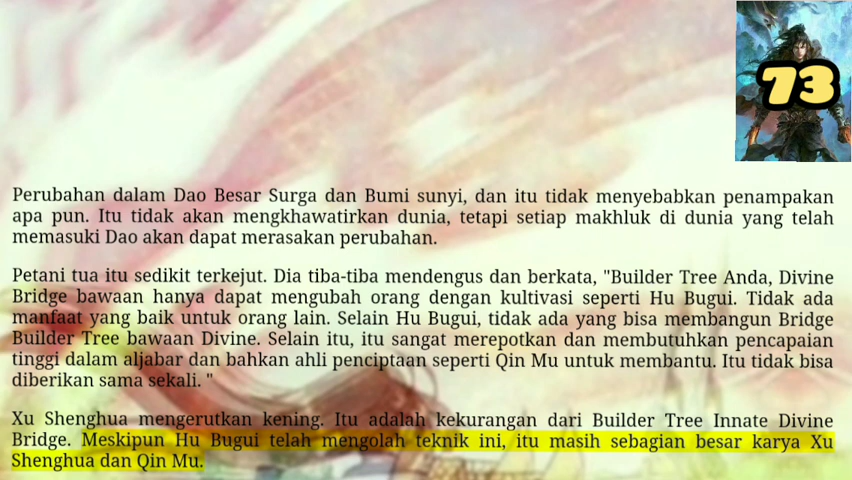 73
Perubahan dalam Dao Besar Surga dan Bumi sunyi, dan itu tidak menyebabkan penampakan
apa pun. Itu tidak akan mengkhawatirkan dunia, tetapi setiap makhluk di dunia yang telah
memasuki Dao akan dapat merasakan perubahan.
Petani tua itu sedikit terkejut. Dia tiba-tiba mendengus dan berkata, "Builder Tree Anda, Divine
Bridge bawaan hanya dapat mengubah orang dengan kultivasi seperti Hu Bugui. Tidak ada
manfaat yang baik untuk orang lain. Selain Hu Bugui, tidak ada yang bisa membangun Bridge
Builder Tree bawaan Divine. Selain itu, itu sangat merepotkan dan membutuhkan pencapaian
tinggi dalam aljabar dan bahkan ahli penciptaan seperti Qin Mu untuk membantu. Itu tidak bisa
diberikan sama sekali. "
Xu Shenghua mengerutkan kening. Itu adalah kekurangan dari Builder Tree Innate Divine
Bridge. Meskipun Hu Bugui telah mengolah teknik ini, itu masih sebagian besar karya Xu
Shenghua dan Qin Mu.